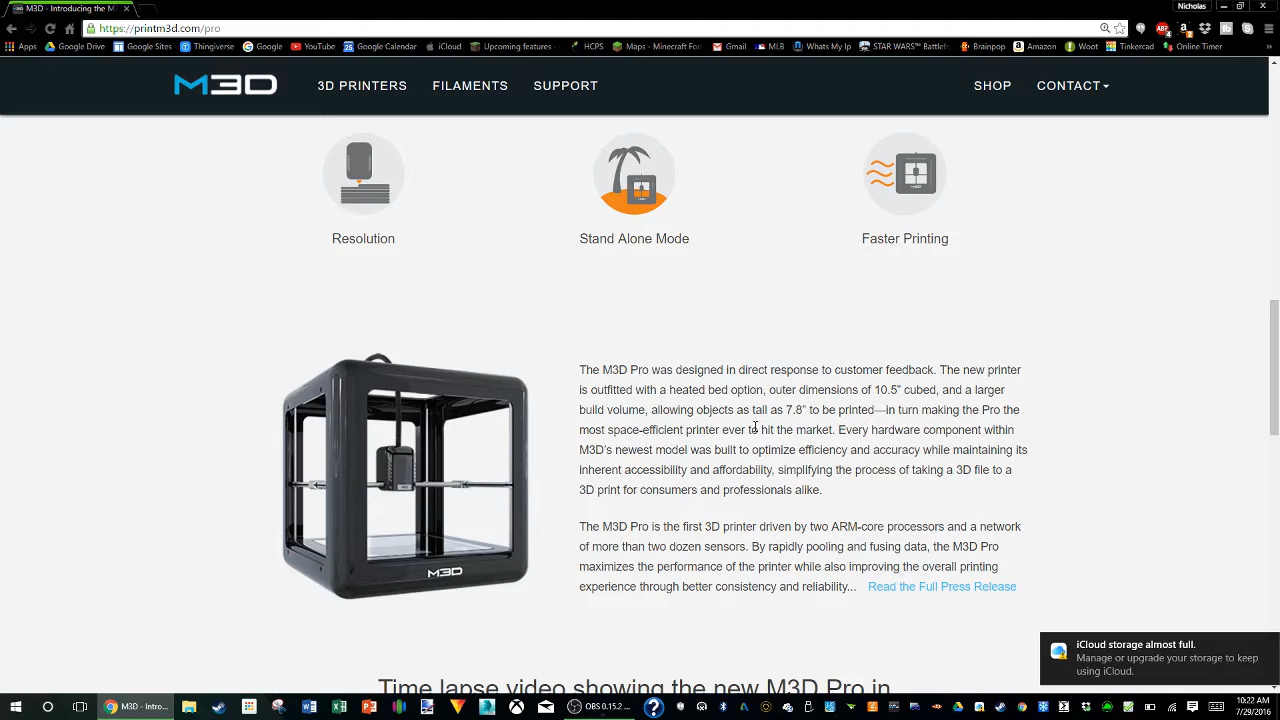 M3D - Introducing the M
Nicholas
https://printm3d.com/pro
Apps
Google Drive
Google Sites
Thingiverse
Google
YouTube
Google Calendar
iCloud
Upcoming features -
HCPS
Maps - Minecraft Fore
Gmail
MLB
Whats My Ip
STAR WARS™ Battlef
Brainpop
Amazon
Woot
Tinkercad
Online Timer
M3D
3D PRINTERS
FILAMENTS
SUPPORT
SHOP
CONTACT
Resolution
Stand Alone Mode
Faster Printing
The M3D Pro was designed in direct response to customer feedback. The new printer
is outfitted with a heated bed option, outer dimensions of 10.5” cubed, and a larger
build volume, allowing objects as tall as 7.8” to be printed—in turn making the Pro the
most space-efficient printer ever to hit the market. Every hardware component within
M3D's newest model was built to optimize efficiency and accuracy while maintaining its
inherent accessibility and affordability, simplifying the process of taking a 3D file to a
3D print for consumers and professionals alike.
The M3D Pro is the first 3D printer driven by two ARM-core processors and a network
of more than two dozen sensors. By rapidly pooling and fusing data, the M3D Pro
maximizes the performance of the printer while also improving the overall printing
experience through better consistency and reliability... Read the Full Press Release
M3D
iCloud storage almost full.
Manage or upgrade your storage to keep
using iCloud.
Time lapse video showing the new M3D Pro in
M3D - Intro...
OBS 0.15.2 ...
10:22 AM
7/29/2016